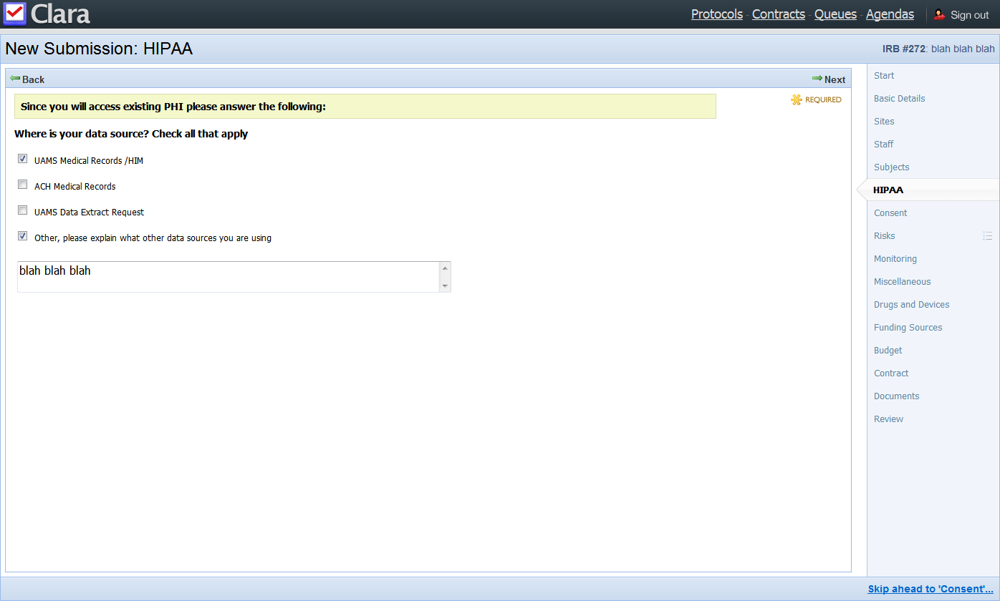 Clara
Protocols - Contracts - Queues - Agendas
Sign out
New Submission: HIPAA
IRB #272: blah blah blah
Back
Next
Since you will access existing PHI please answer the following:
REQUIRED
Where is your data source? Check all that apply
UAMS Medical Records /HIM
ACH Medical Records
UAMS Data Extract Request
Other, please explain what other data sources you are using
blah blah blah
Start
Basic Details
Sites
Staff
Subjects
HIPAA
Consent
Risks
Monitoring
Miscellaneous
Drugs and Devices
Funding Sources
Budget
Contract
Documents
Review
Skip ahead to 'Consent'...